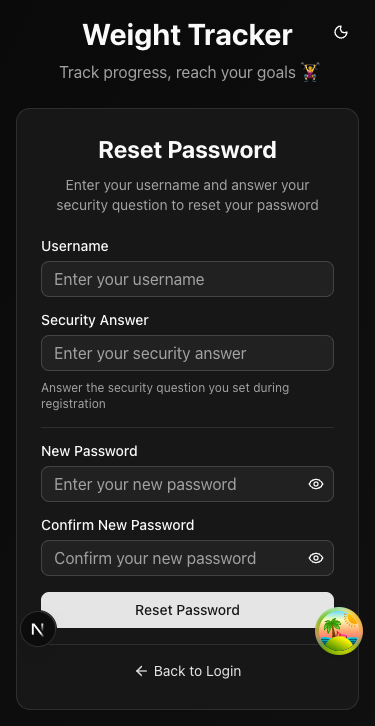 Weight Tracker
Track progress, reach your goals 🏋️‍♀️
Reset Password
Enter your username and answer your
security question to reset your password
Username
Enter your username
Security Answer
Enter your security answer
Answer the security question you set during
registration
New Password
Enter your new password
Confirm New Password
Confirm your new password
Reset Password
N
← Back to Login